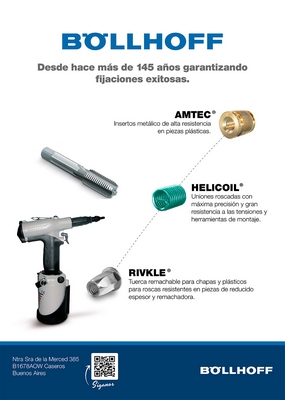 BÖLLHOFF
Desde hace más de 145 años garantizando
fijaciones exitosas.
AMTEC®
Insertos metálico de alta resistencia
en piezas plásticas.
HELICOIL®
Uniones roscadas con
máxima precisión y gran
resistencia a las tensiones y
herramientas de montaje.
RIVKLE®
Tuerca remachable para chapas y plásticos
para roscas resistentes en piezas de reducido
espesor y remachadora.
Ntra Sra de la Merced 385
B1678AOW Caseros
Buenos Aires
Síganos
BÖLLHOFF